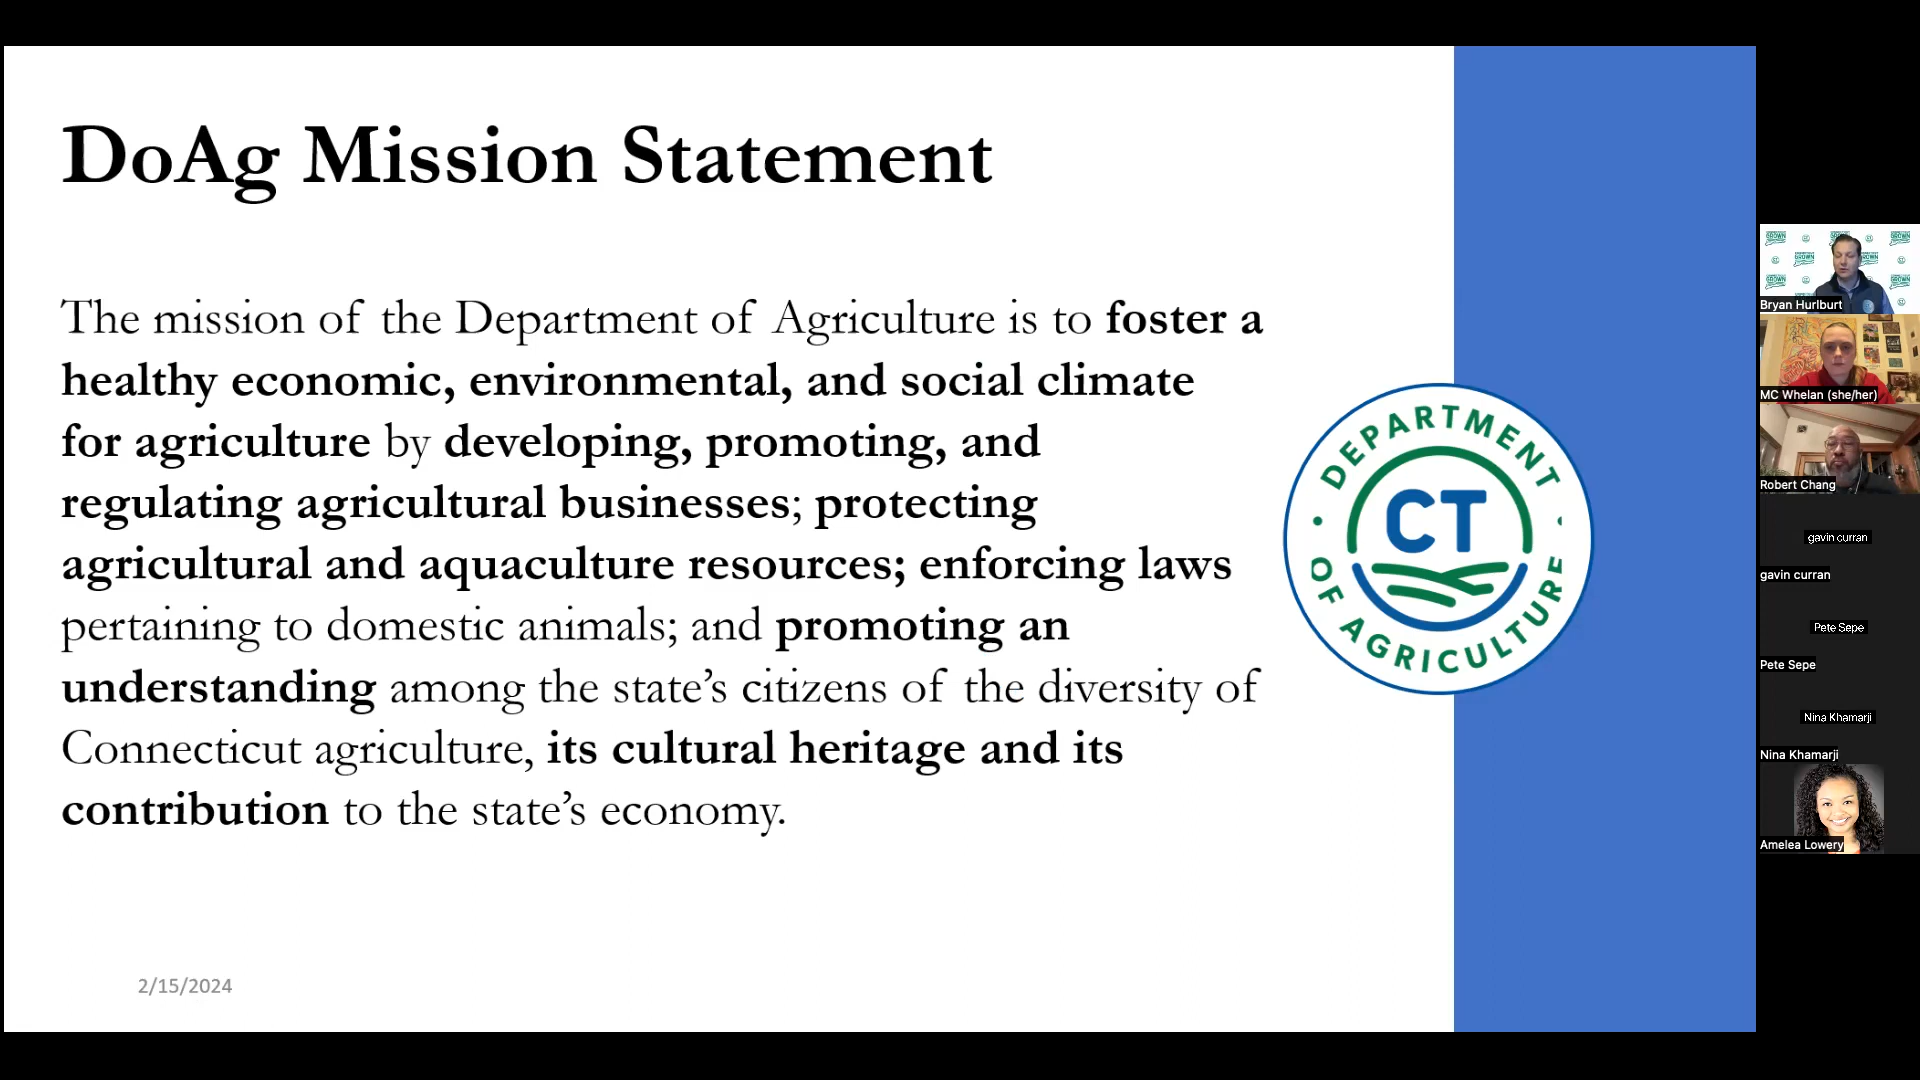 DoAg Mission Statement
The mission of the Department of Agriculture is to foster a
healthy economic, environmental, and social climate
for agriculture by developing, promoting, and
regulating agricultural businesses; protecting
agricultural and aquaculture resources; enforcing laws
pertaining to domestic animals; and promoting an
understanding among the state’s citizens of the diversity of
Connecticut agriculture, its cultural heritage and its
contribution to the state’s economy.
2/15/2024
• DEPARTMENT •
OF AGRICULTURE
CT
Bryan Hurlburt
MC Whelan (she/her)
Robert Chang
gavin curran
gavin curran
Pete Sepe
Pete Sepe
Nina Khamarji
Nina Khamarji
Amelea Lowery